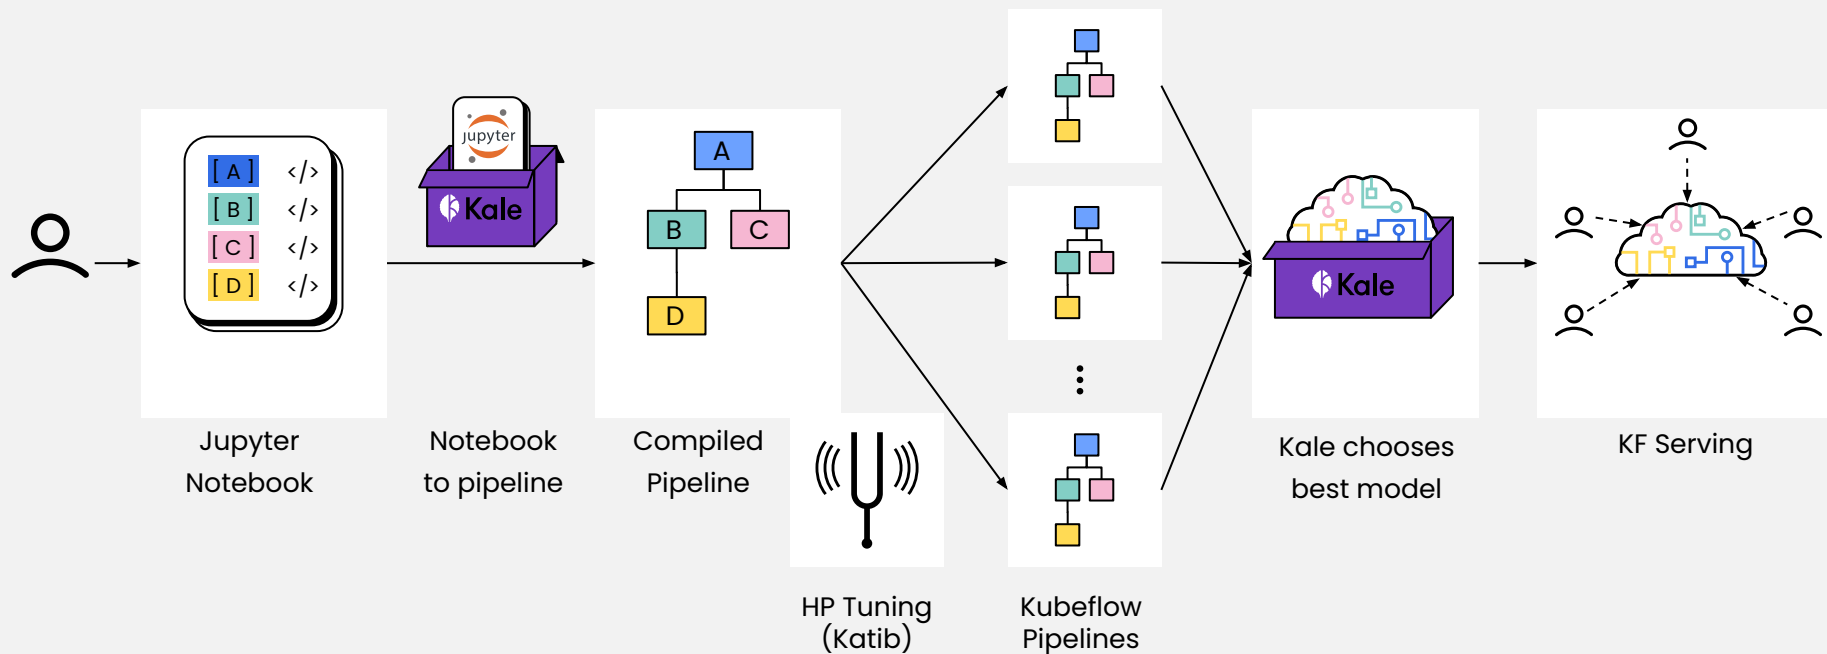 [ A ] </>
[ B ] </>
[ C ] </>
[ D ] </>
Jupyter
Notebook
jupyter
Kale
Notebook
to pipeline
A
B
C
D
Compiled
Pipeline
HP Tuning
(Katib)
Kubeflow
Pipelines
Kale
Kale chooses
best model
KF Serving